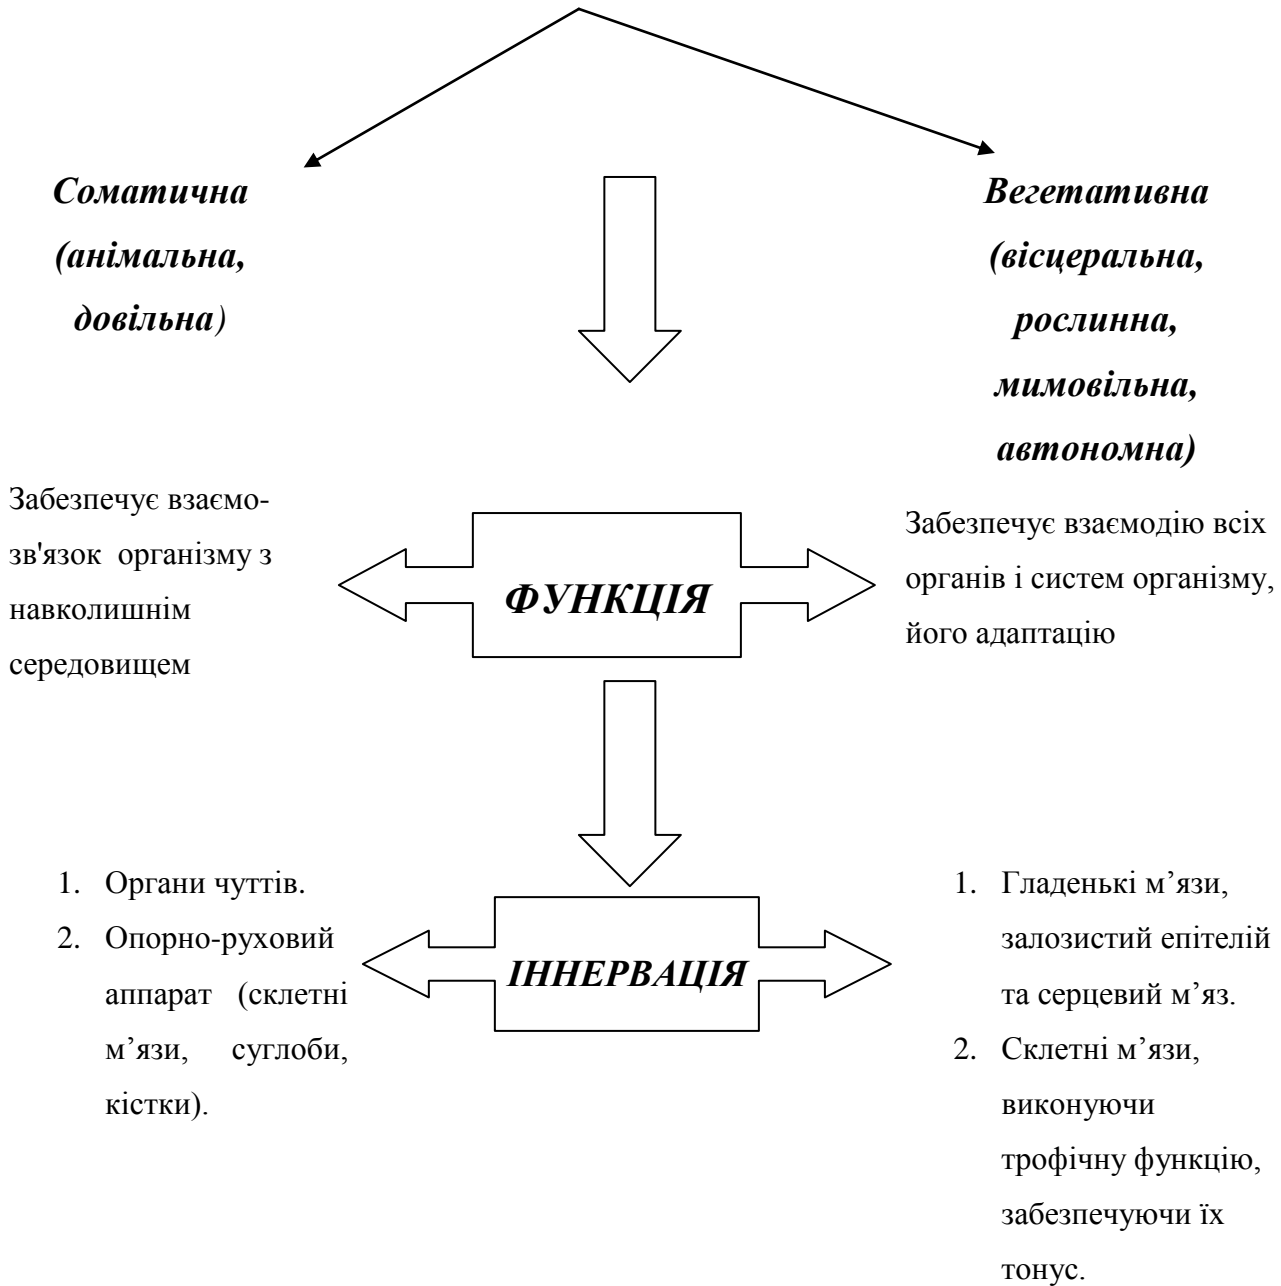 Соматична
(анімальна,
довільна)
Вегетативна
(вісцеральна,
рослинна,
мимовільна,
автономна)
Забезпечує взаємо-
зв'язок організму з
навколишнім
середовищем
ФУНКЦІЯ
Забезпечує взаємодію всіх
органів і систем організму,
його адаптацію
1. Органи чуттів.
2. Опорно-руховий
аппарат (склетні
м’язи, суглоби,
кістки).
ІННЕРВАЦІЯ
1. Гладенькі м’язи,
залозистий епітелій
та серцевий м’яз.
2. Склетні м’язи,
виконуючи
трофічну функцію,
забезпечуючи їх
тонус.